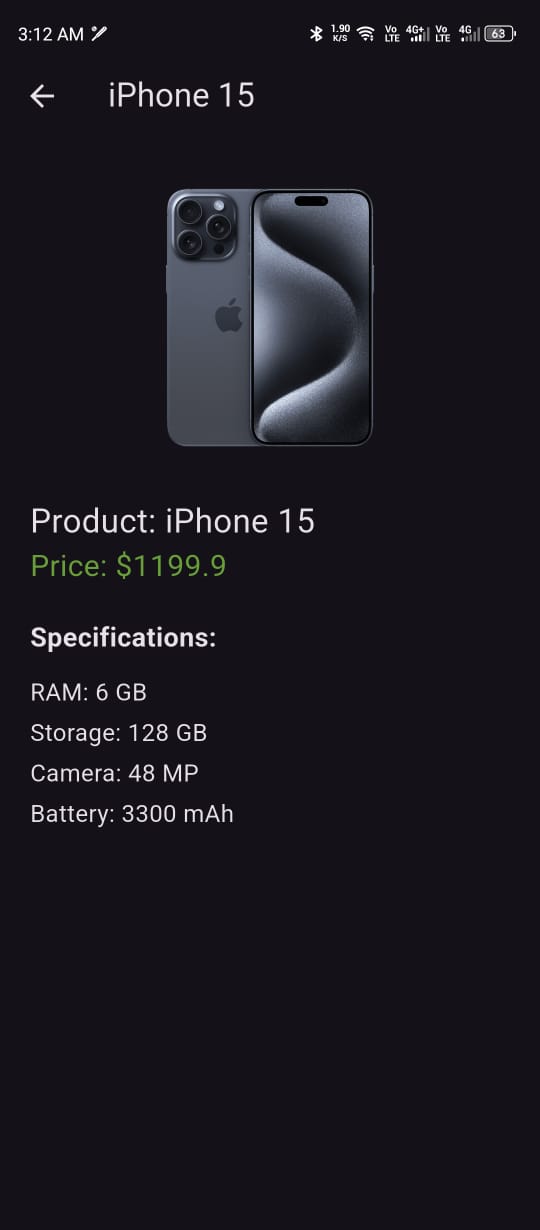 3:12 AM 1.90 K/S Vo LTE 4G+ Vo LTE 4G 63
iPhone 15
Product: iPhone 15
Price: $1199.9
Specifications:
RAM: 6 GB
Storage: 128 GB
Camera: 48 MP
Battery: 3300 mAh